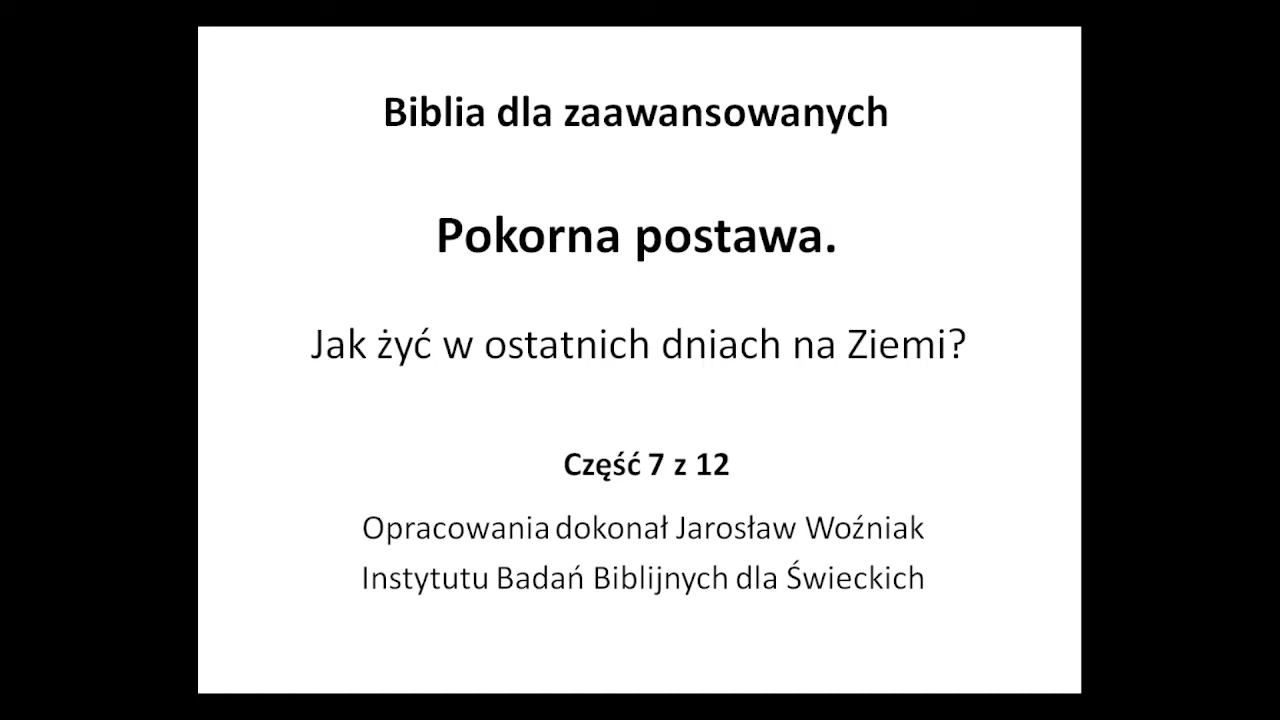 Biblia dla zaawansowanych
Pokorna postawa.
Jak żyć w ostatnich dniach na Ziemi?
Część 7 z 12
Opracowania dokonał Jarosław Woźniak
Instytutu Badań Biblijnych dla Świeckich